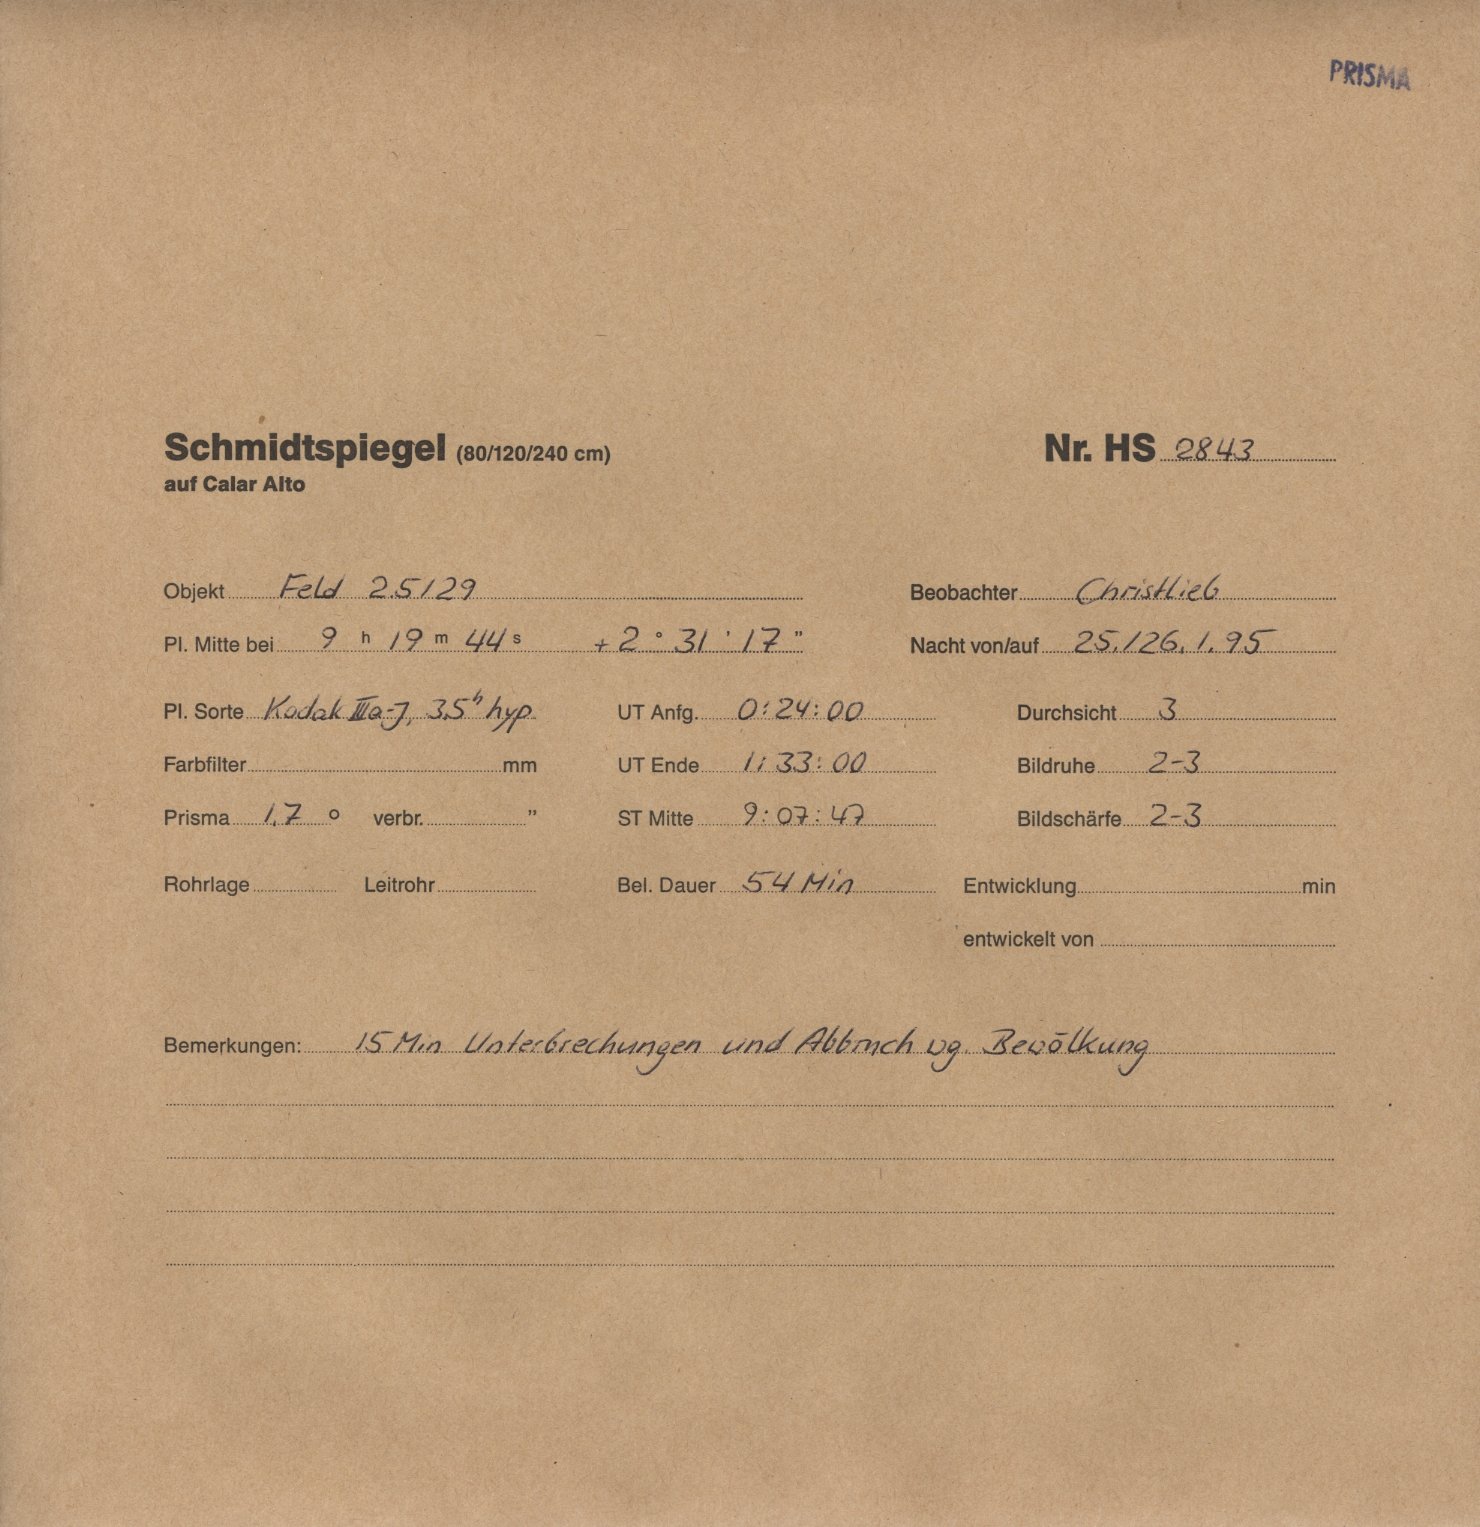 PRISMA
Schmidtspiegel (80/120/240 cm) Nr. HS 2843
auf Calar Alto
Objekt Feld 2.5/29 Beobachter Christlieb
Pl. Mitte bei 9 h 19 m 44 s + 2 ° 31 ' 17 " Nacht von/auf 25./26.1.95
Pl. Sorte Kodak IIIa-J, 3.5h hyp UT Anfg. 0:24:00 Durchsicht 3
Farbfilter mm UT Ende 1:33:00 Bildruhe 2-3
Prisma 1.7 ° verbr. " ST Mitte 9:07:47 Bildschärfe 2-3
Rohrlage Leitrohr Bel. Dauer 54 Min Entwicklung min
entwickelt von
Bemerkungen: 15 Min Unterbrechungen und Abbruch wg. Bewölkung